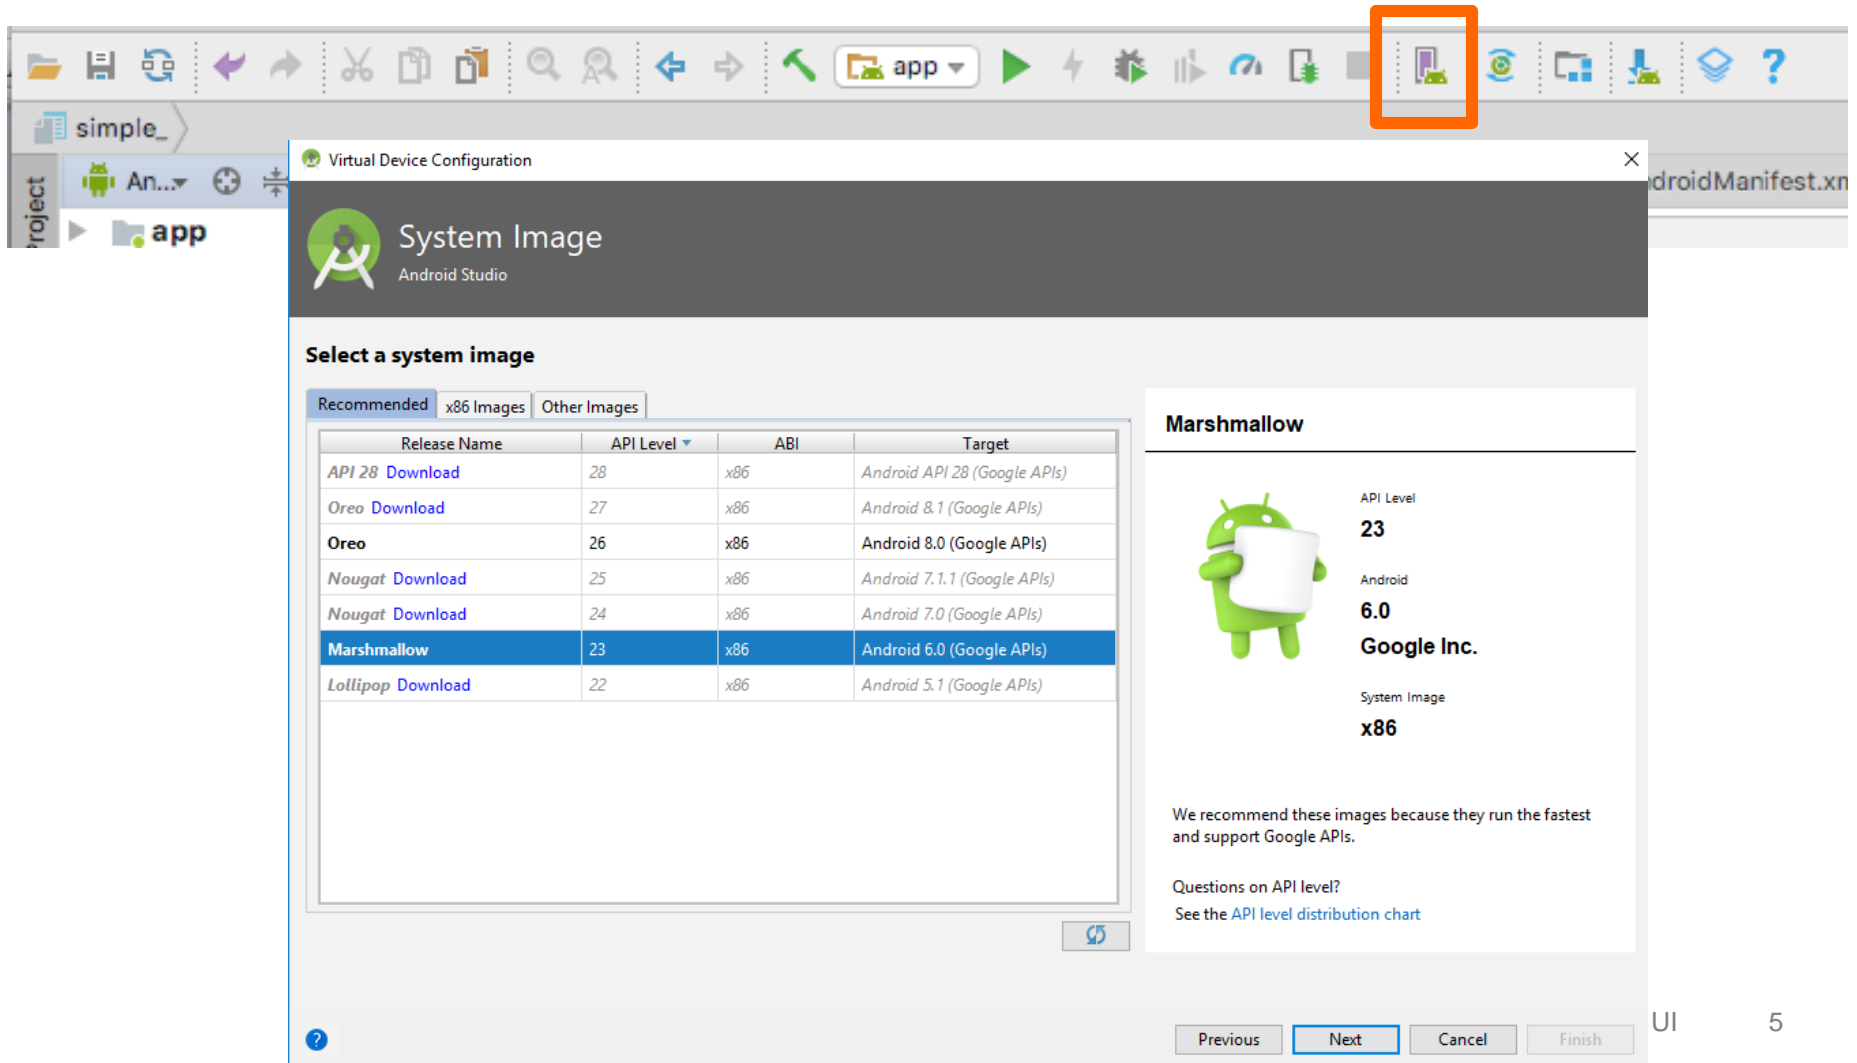 app
?
simple_
An...
Project
app
droidManifest.xm
Virtual Device Configuration
System Image
Android Studio
Select a system image
Recommended x86 Images Other Images
Release Name API Level ABI Target
API 28 Download 28 x86 Android API 28 (Google APIs)
Oreo Download 27 x86 Android 8.1 (Google APIs)
Oreo 26 x86 Android 8.0 (Google APIs)
Nougat Download 25 x86 Android 7.1.1 (Google APIs)
Nougat Download 24 x86 Android 7.0 (Google APIs)
Marshmallow 23 x86 Android 6.0 (Google APIs)
Lollipop Download 22 x86 Android 5.1 (Google APIs)
Marshmallow
API Level
23
Android
6.0
Google Inc.
System Image
x86
We recommend these images because they run the fastest
and support Google APIs.
Questions on API level?
See the API level distribution chart
?
Previous Next Cancel Finish
UI 5